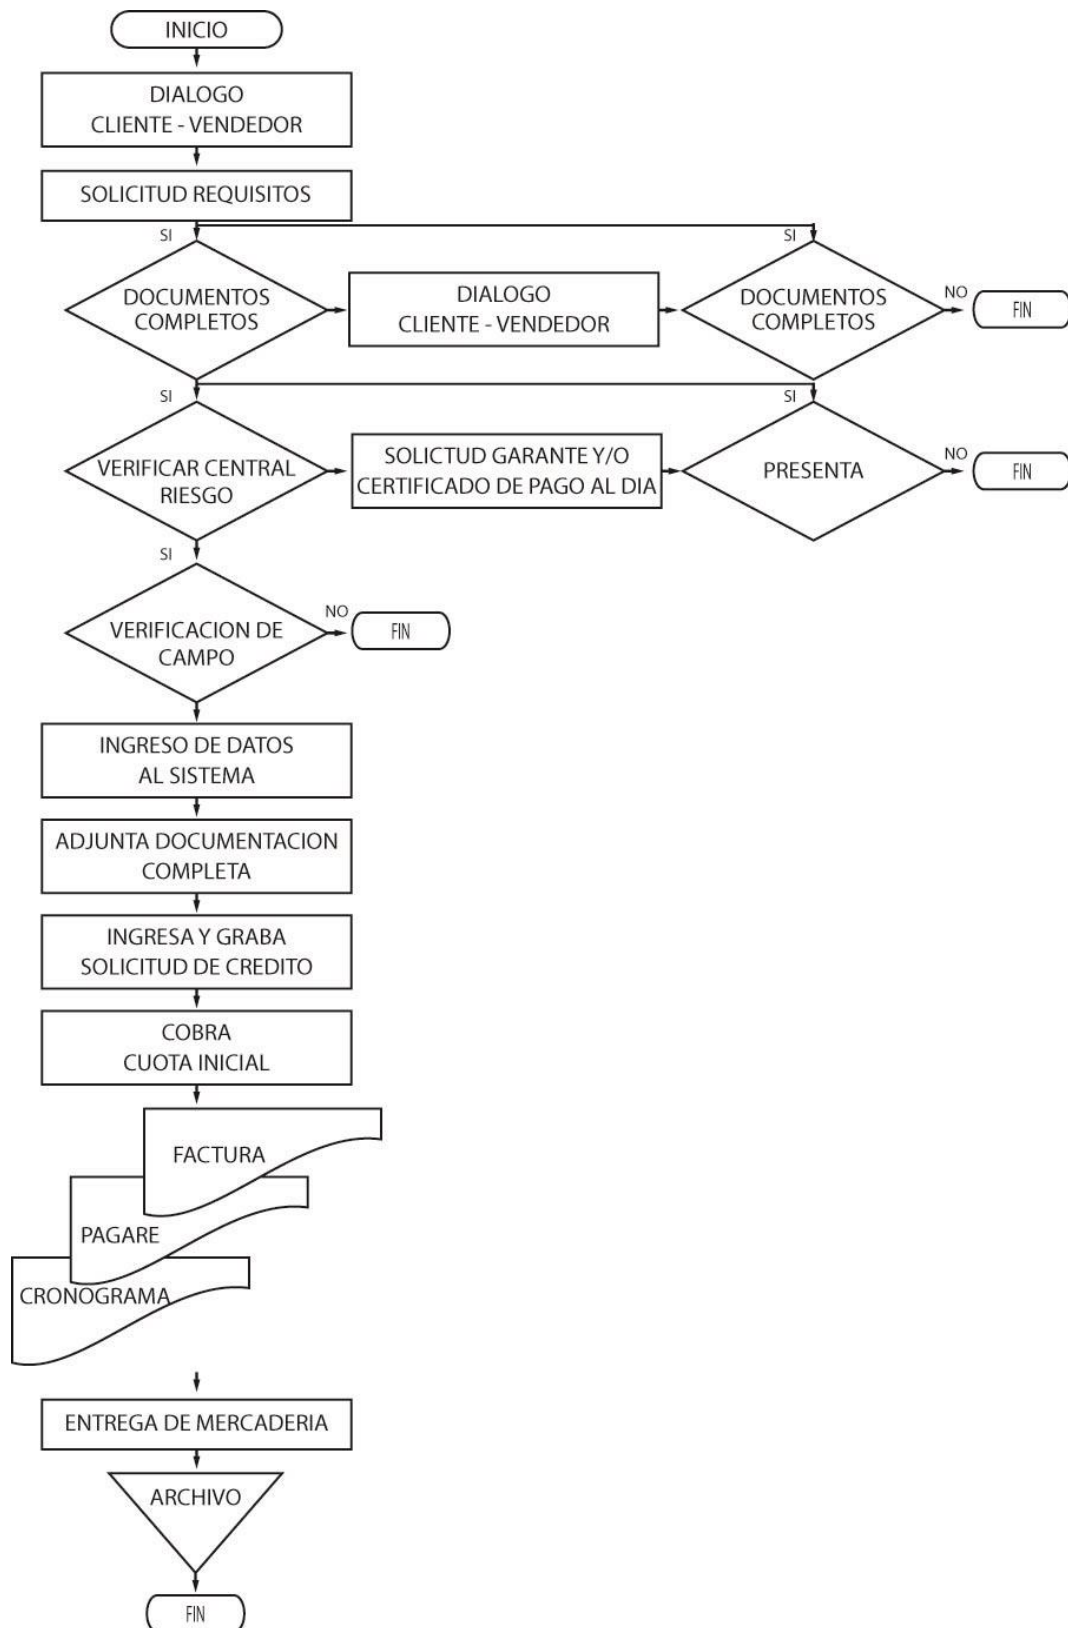 INICIO
DIALOGO
CLIENTE - VENDEDOR
SOLICITUD REQUISITOS
SI
SI
DOCUMENTOS
COMPLETOS
DIALOGO
CLIENTE - VENDEDOR
DOCUMENTOS
COMPLETOS
NO
FIN
SI
SI
VERIFICAR CENTRAL
RIESGO
SOLICTUD GARANTE Y/O
CERTIFICADO DE PAGO AL DIA
PRESENTA
NO
FIN
SI
VERIFICACION DE
CAMPO
NO
FIN
INGRESO DE DATOS
AL SISTEMA
ADJUNTA DOCUMENTACION
COMPLETA
INGRESA Y GRABA
SOLICITUD DE CREDITO
COBRA
CUOTA INICIAL
FACTURA
PAGARE
CRONOGRAMA
ENTREGA DE MERCADERIA
ARCHIVO
FIN